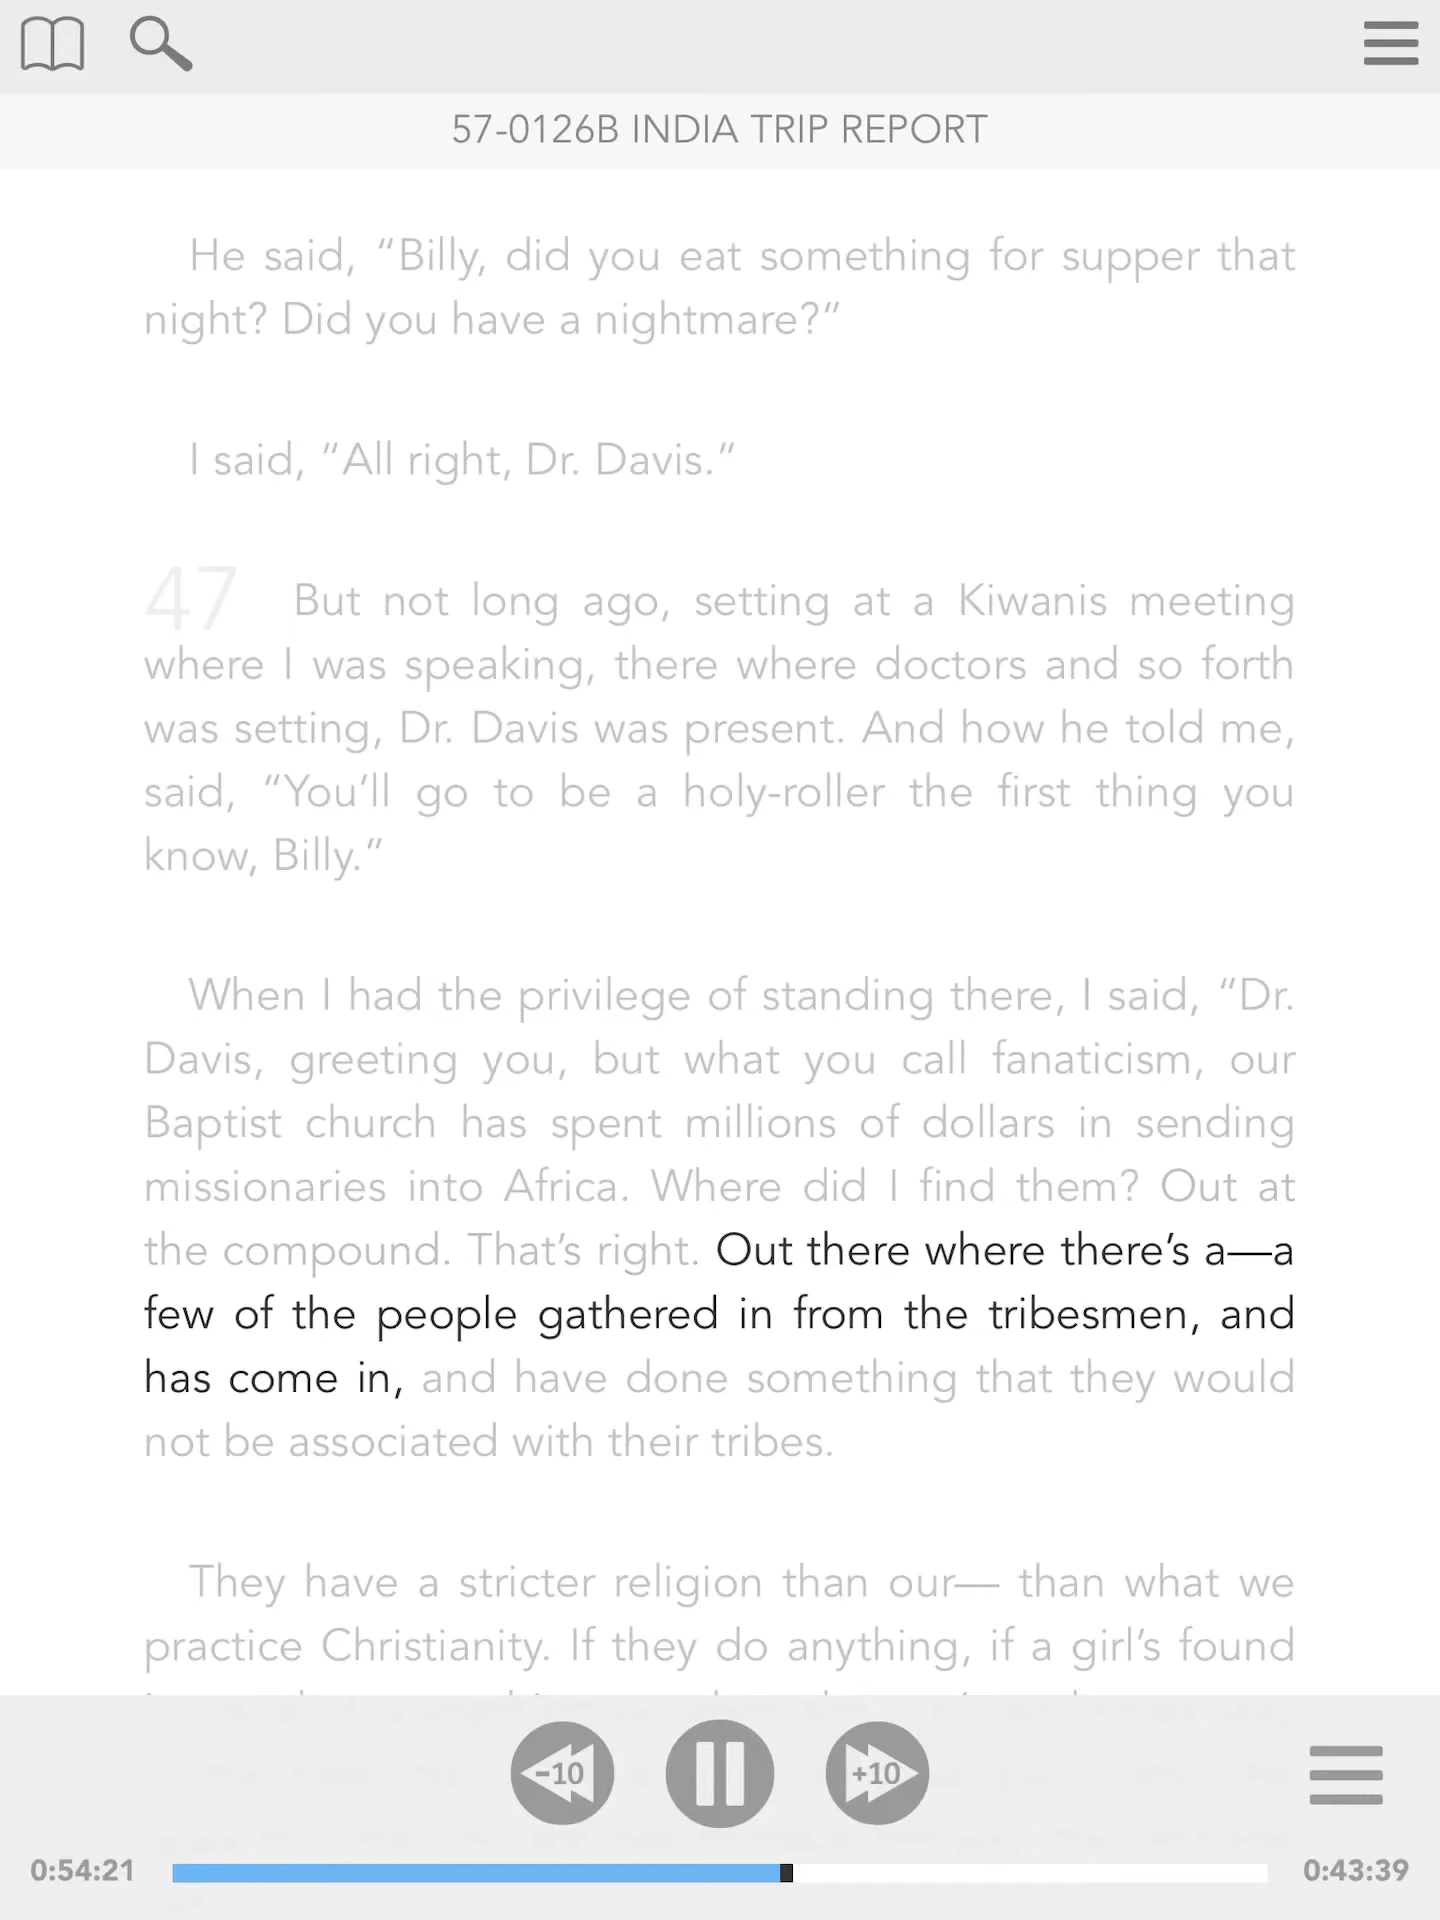 57-0126B INDIA TRIP REPORT
He said, “Billy, did you eat something for supper that
night? Did you have a nightmare?”
I said, “All right, Dr. Davis.”
47 But not long ago, setting at a Kiwanis meeting
where I was speaking, there where doctors and so forth
was setting, Dr. Davis was present. And how he told me,
said, “You’ll go to be a holy-roller the first thing you
know, Billy.”
When I had the privilege of standing there, I said, “Dr.
Davis, greeting you, but what you call fanaticism, our
Baptist church has spent millions of dollars in sending
missionaries into Africa. Where did I find them? Out at
the compound. That’s right. Out there where there’s a—a
few of the people gathered in from the tribesmen, and
has come in, and have done something that they would
not be associated with their tribes.
They have a stricter religion than our— than what we
practice Christianity. If they do anything, if a girl’s found
-10 +10
0:54:21 0:43:39